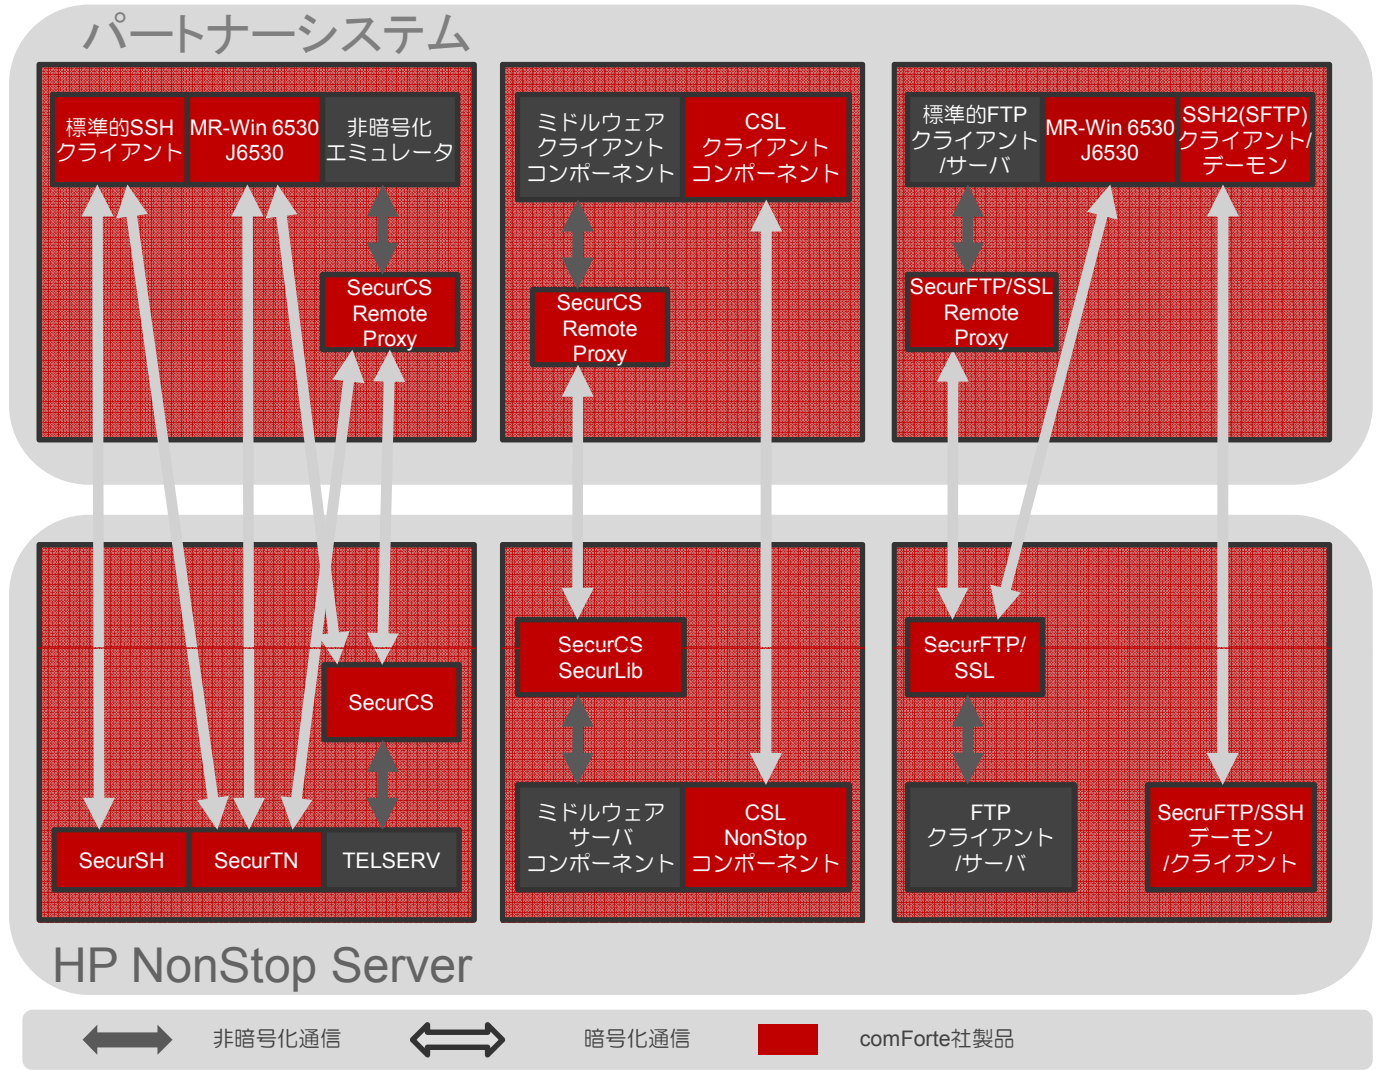 パートナーシステム
標準的SSH
クライアント
MR-Win 6530
J6530
非暗号化
エミュレータ
SecurCS
Remote
Proxy
ミドルウェア
クライアント
コンポーネント
CSL
クライアント
コンポーネント
SecurCS
Remote
Proxy
標準的FTP
クライアント
/サーバ
MR-Win 6530
J6530
SSH2(SFTP)
クライアント/
デーモン
SecurFTP/SSL
Remote
Proxy
SecurCS
SecurSH
SecurTN
TELSERV
SecurCS
SecurLib
ミドルウェア
サーバ
コンポーネント
CSL
NonStop
コンポーネント
SecurFTP/
SSL
FTP
クライアント
/サーバ
SecruFTP/SSH
デーモン
/クライアント
HP NonStop Server
非暗号化通信
暗号化通信
comForte社製品